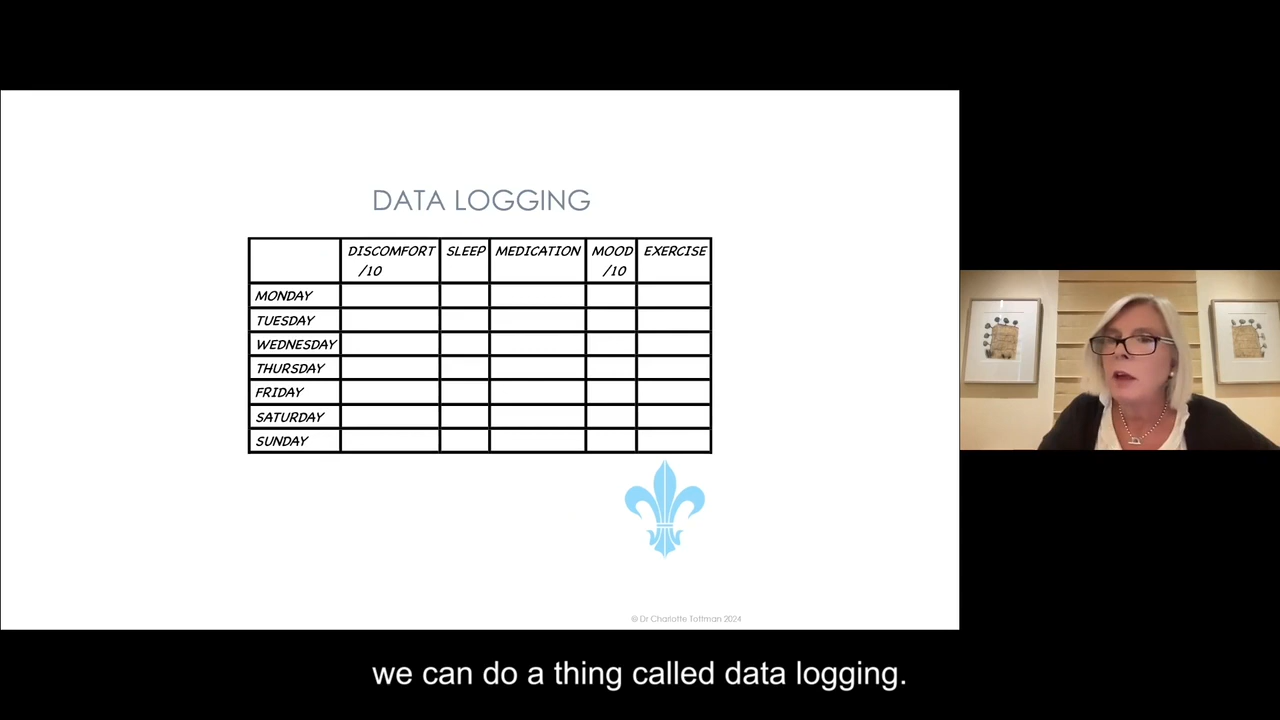 DATA LOGGING
DISCOMFORT /10 SLEEP MEDICATION MOOD /10 EXERCISE
MONDAY
TUESDAY
WEDNESDAY
THURSDAY
FRIDAY
SATURDAY
SUNDAY
© Dr Charlotte Tottman 2024
we can do a thing called data logging.